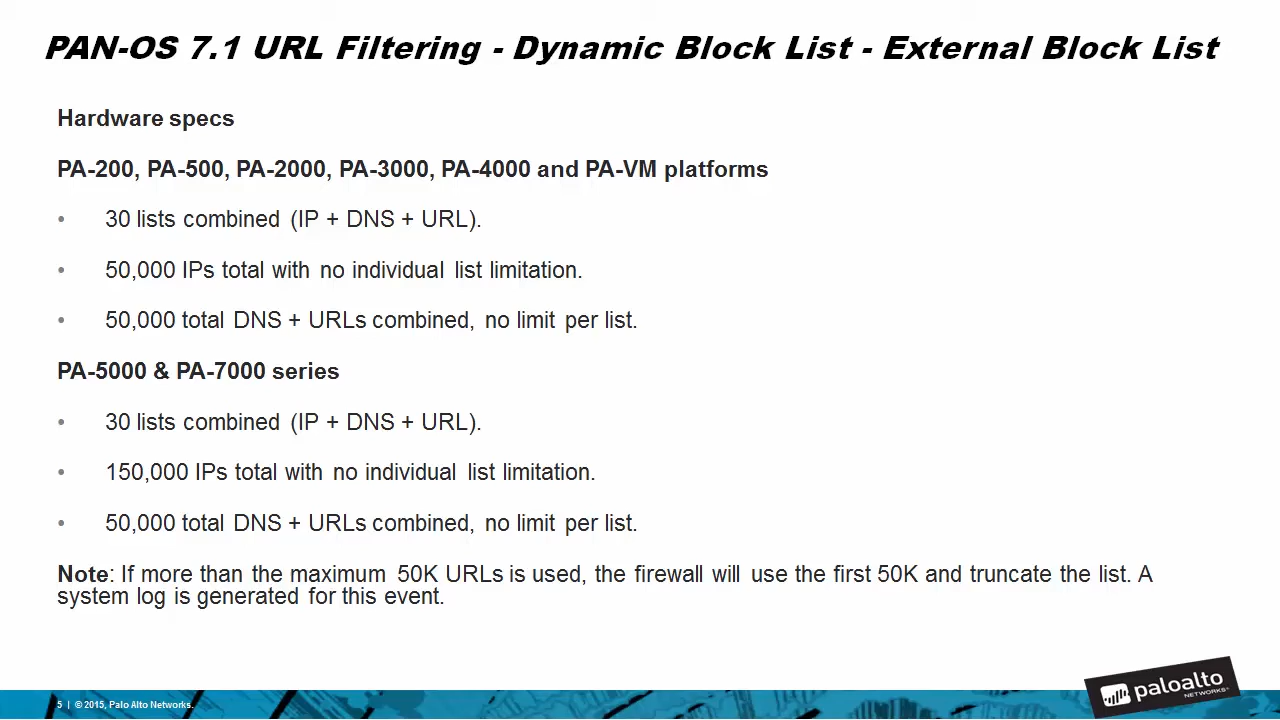 PAN-OS 7.1 URL Filtering - Dynamic Block List - External Block List
Hardware specs
PA-200, PA-500, PA-2000, PA-3000, PA-4000 and PA-VM platforms
• 30 lists combined (IP + DNS + URL).
• 50,000 IPs total with no individual list limitation.
• 50,000 total DNS + URLs combined, no limit per list.
PA-5000 & PA-7000 series
• 30 lists combined (IP + DNS + URL).
• 150,000 IPs total with no individual list limitation.
• 50,000 total DNS + URLs combined, no limit per list.
Note: If more than the maximum 50K URLs is used, the firewall will use the first 50K and truncate the list. A
system log is generated for this event.
5 | © 2015, Palo Alto Networks.
paloalto
NETWORKS